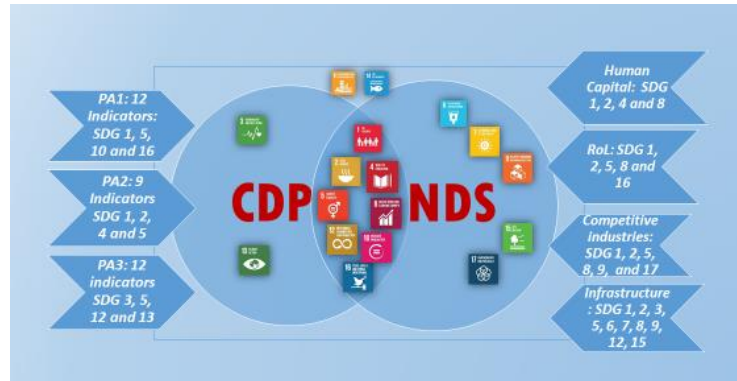 PA1: 12
Indicators:
SDG 1, 5,
10 and 16
PA2: 9
Indicators
SDG 1, 2,
4 and 5
PA3: 12
indicators
SDG 3, 5,
12 and 13
CDP
NDS
Human
Capital: SDG
1, 2, 4 and 8
RoL: SDG 1,
2, 5, 8 and
16
Competitive
industries:
SDG 1, 2, 5,
8, 9, and 17
Infrastructure
: SDG 1, 2, 3,
5, 6, 7, 8, 9,
12, 15